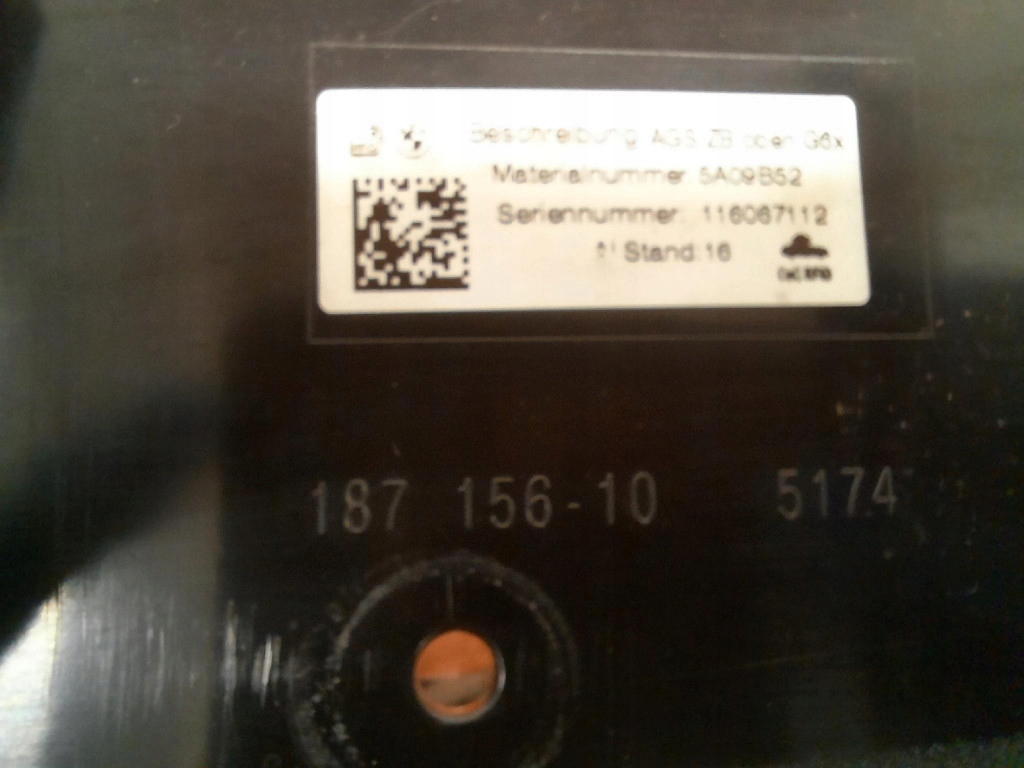 Beschreibung: AGS ZB oben G6x
Materialnummer: 5A09B52
Seriennummer: 116067112
Stand:16
187 156-10 5174